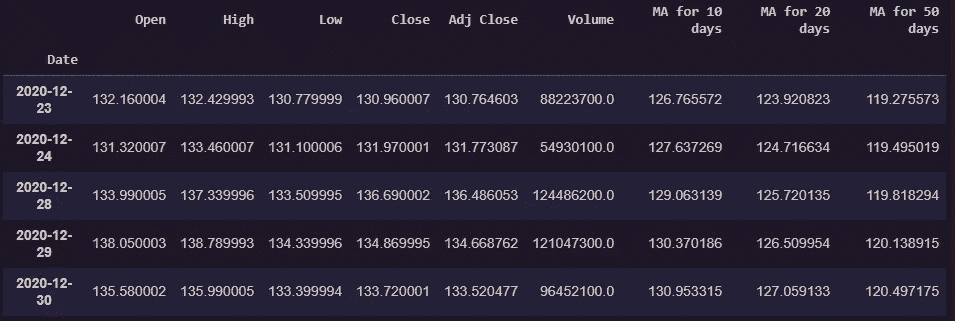 Open High Low Close Adj Close Volume MA for 10 days MA for 20 days MA for 50 days
Date
2020-12-23 132.160004 132.429993 130.779999 130.960007 130.764603 88223700.0 126.765572 123.920823 119.275573
2020-12-24 131.320007 133.460007 131.100006 131.970001 131.773087 54930100.0 127.637269 124.716634 119.495019
2020-12-28 133.990005 137.339996 133.509995 136.690002 136.486053 124486200.0 129.063139 125.720135 119.818294
2020-12-29 138.050003 138.789993 134.339996 134.869995 134.668762 121047300.0 130.370186 126.509954 120.138915
2020-12-30 135.580002 135.990005 133.399994 133.720001 133.520477 96452100.0 130.953315 127.059133 120.497175